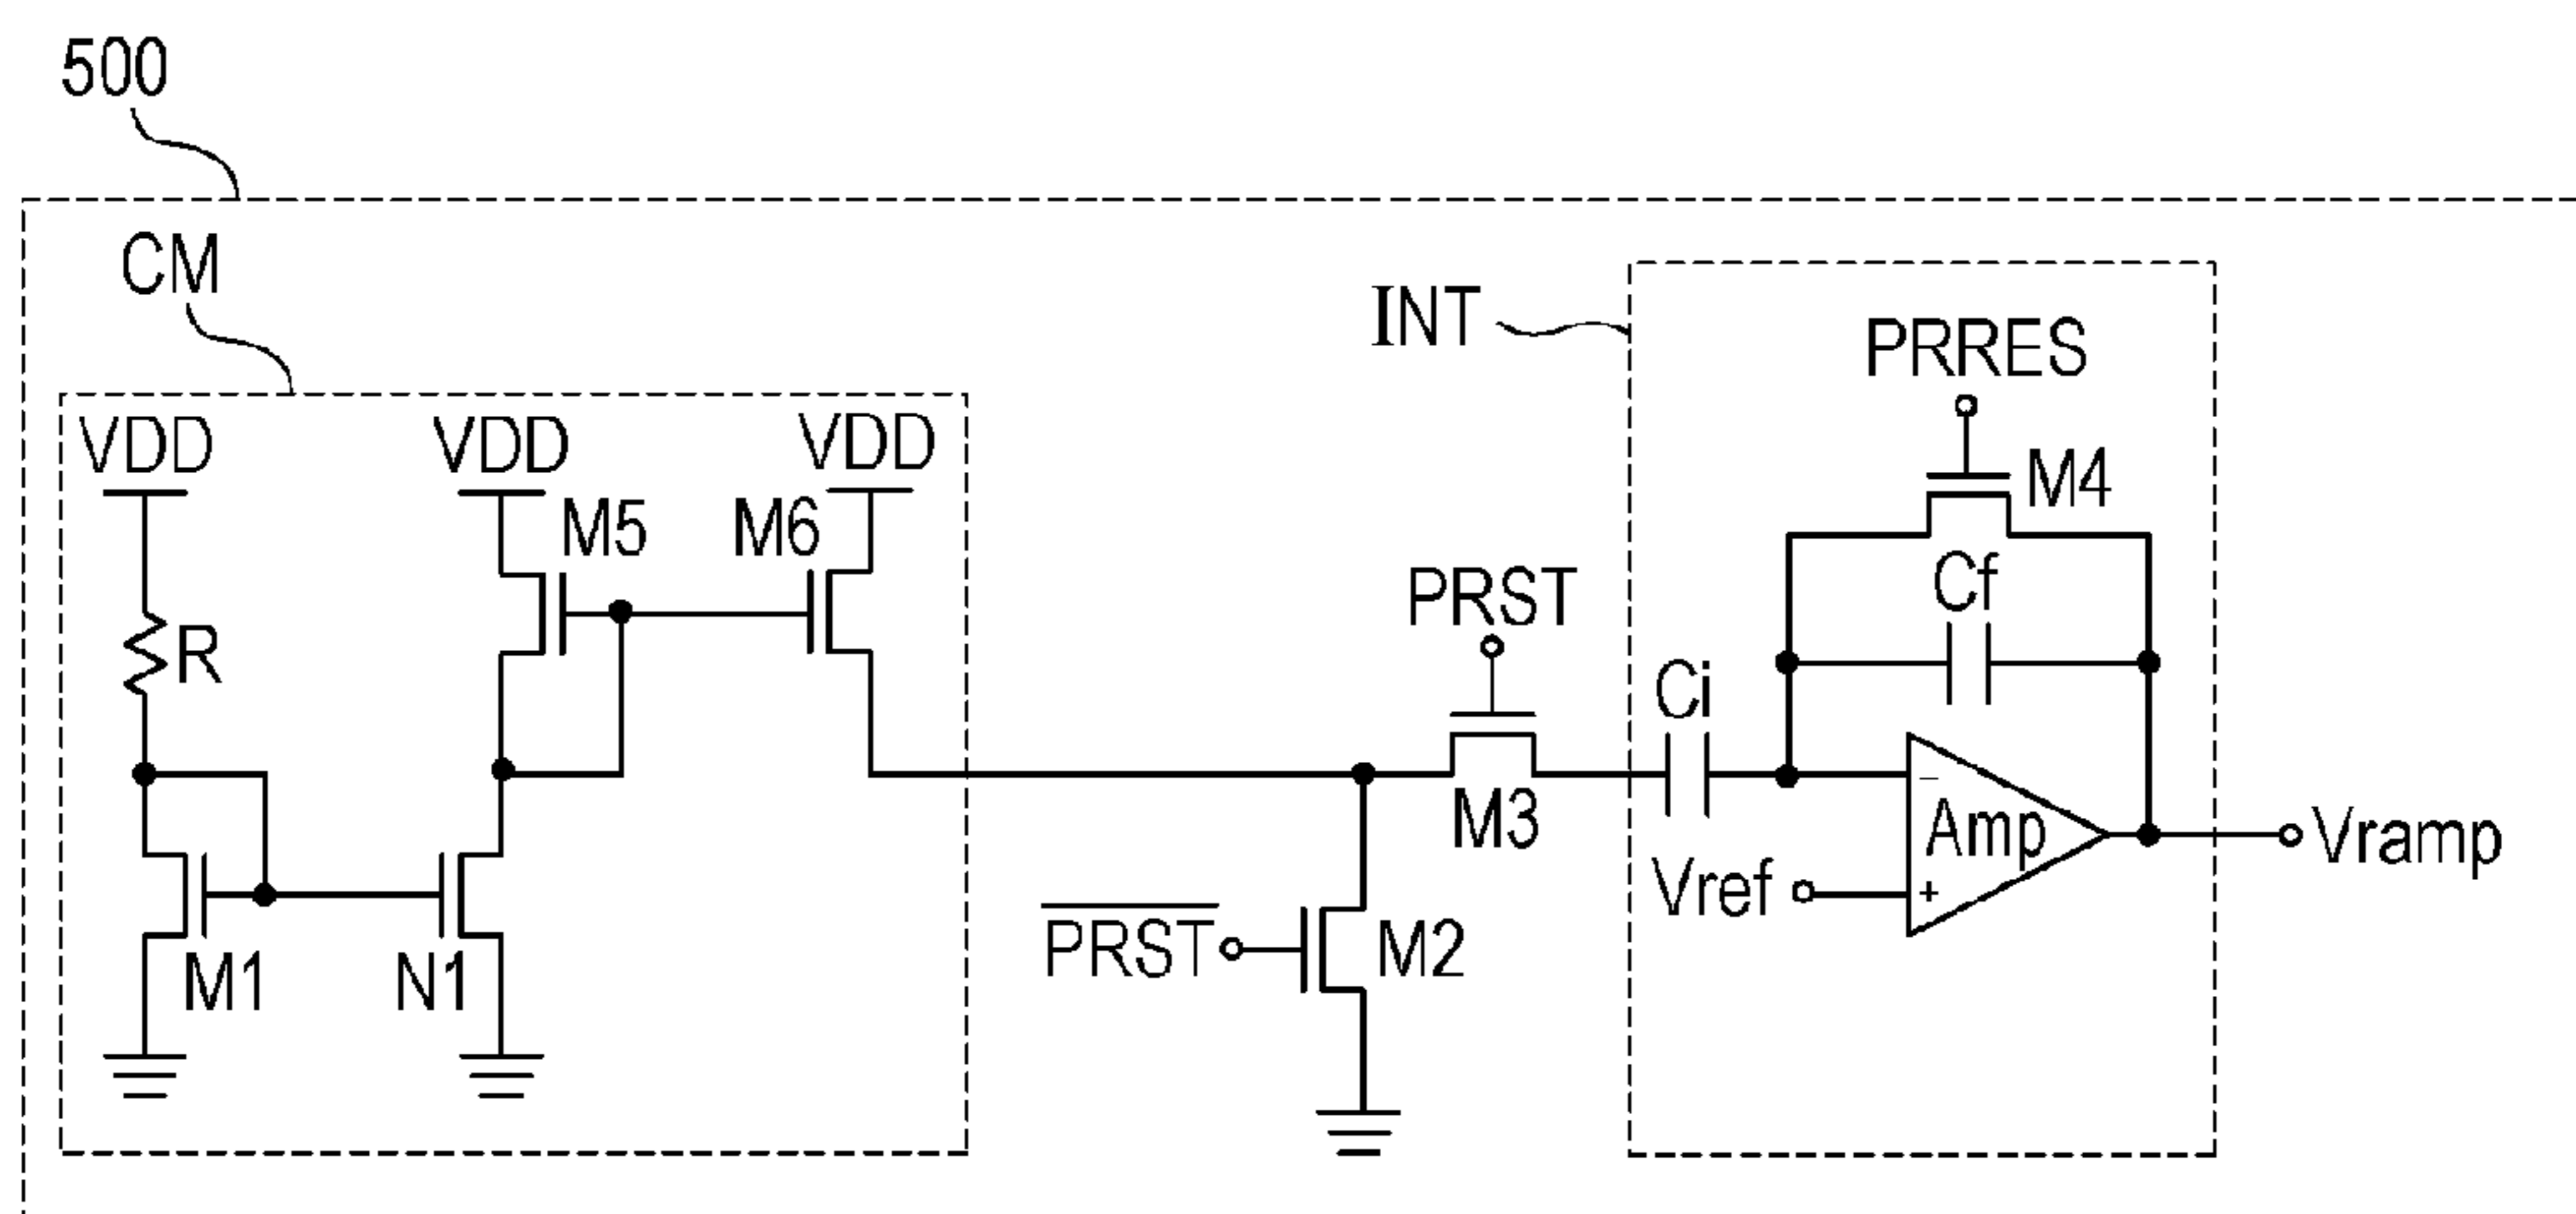 500
CM
INT
PRRES
VDD
VDD
VDD
M4
M5
M6
Cf
PRST
R
Ci
M3
Amp
−
+
Vramp
Vref
P̅R̅S̅T̅
M2
M1
N1